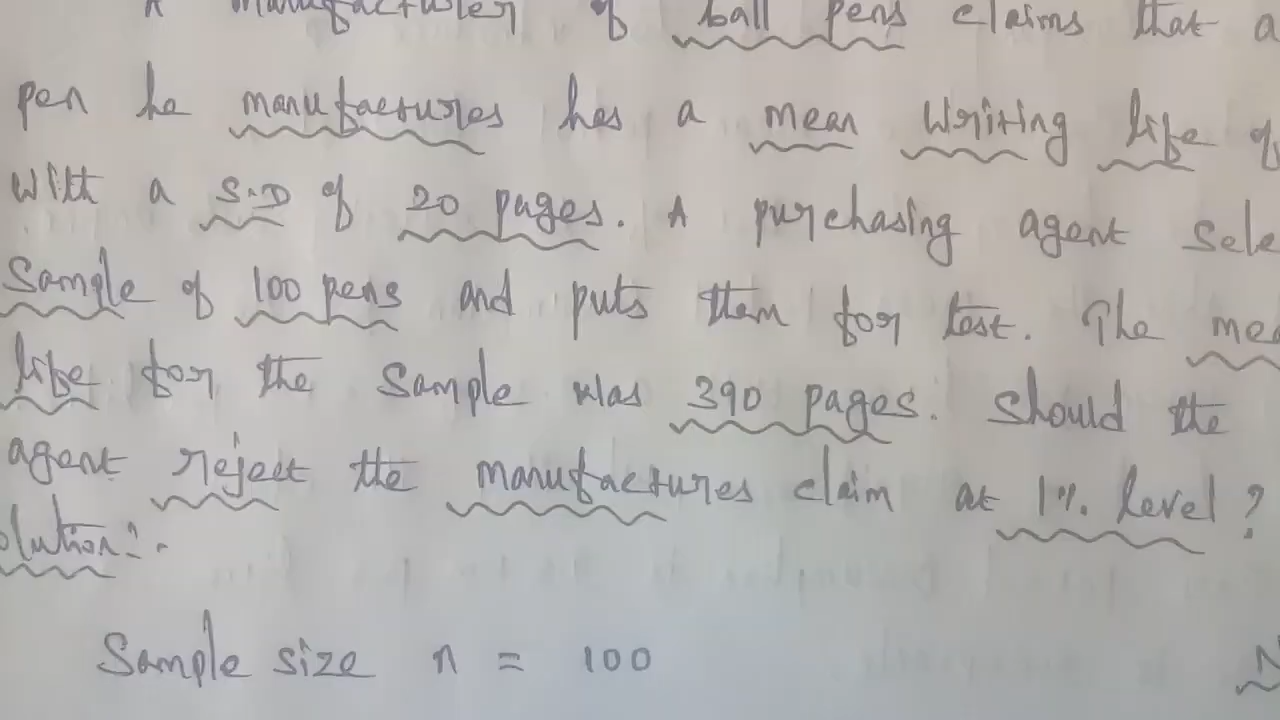 A manufacturer of ball pens claims that a
pen he manufactures has a mean writing life of
with a S.D of 20 pages. A purchasing agent sele
Sample of 100 pens and puts them for test. The mea
life for the sample was 390 pages. Should the
agent reject the manufactures claim at 1% level?
olution:-
Sample size n = 100
N